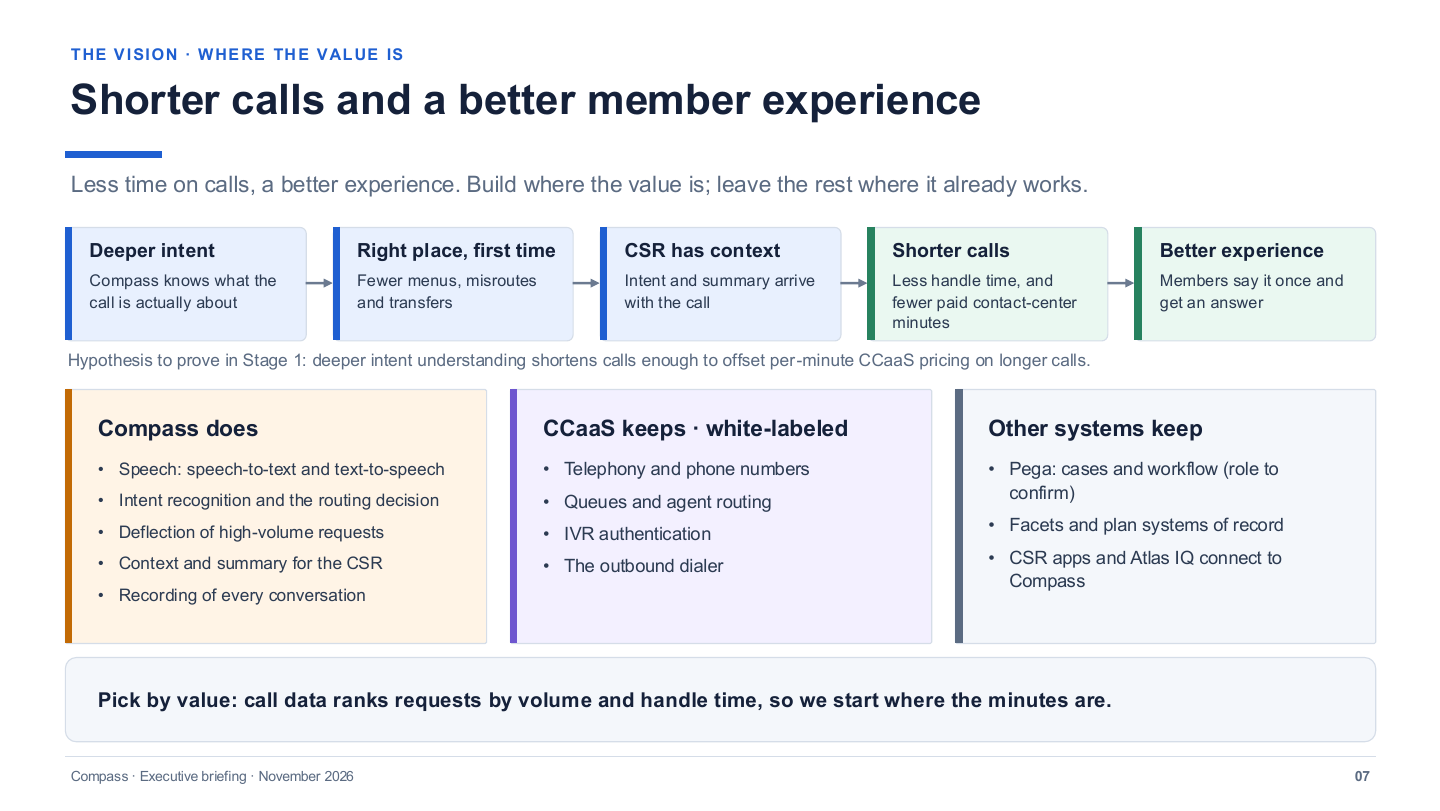 THE VISION · WHERE THE VALUE IS
Shorter calls and a better member experience
Less time on calls, a better experience. Build where the value is; leave the rest where it already works.
Deeper intent
Compass knows what the
call is actually about
Right place, first time
Fewer menus, misroutes
and transfers
CSR has context
Intent and summary arrive
with the call
Shorter calls
Less handle time, and
fewer paid contact-center
minutes
Better experience
Members say it once and
get an answer
Hypothesis to prove in Stage 1: deeper intent understanding shortens calls enough to offset per-minute CCaaS pricing on longer calls.
Compass does
• Speech: speech-to-text and text-to-speech
• Intent recognition and the routing decision
• Deflection of high-volume requests
• Context and summary for the CSR
• Recording of every conversation
CCaaS keeps · white-labeled
• Telephony and phone numbers
• Queues and agent routing
• IVR authentication
• The outbound dialer
Other systems keep
• Pega: cases and workflow (role to
confirm)
• Facets and plan systems of record
• CSR apps and Atlas IQ connect to
Compass
Pick by value: call data ranks requests by volume and handle time, so we start where the minutes are.
Compass · Executive briefing · November 2026
07